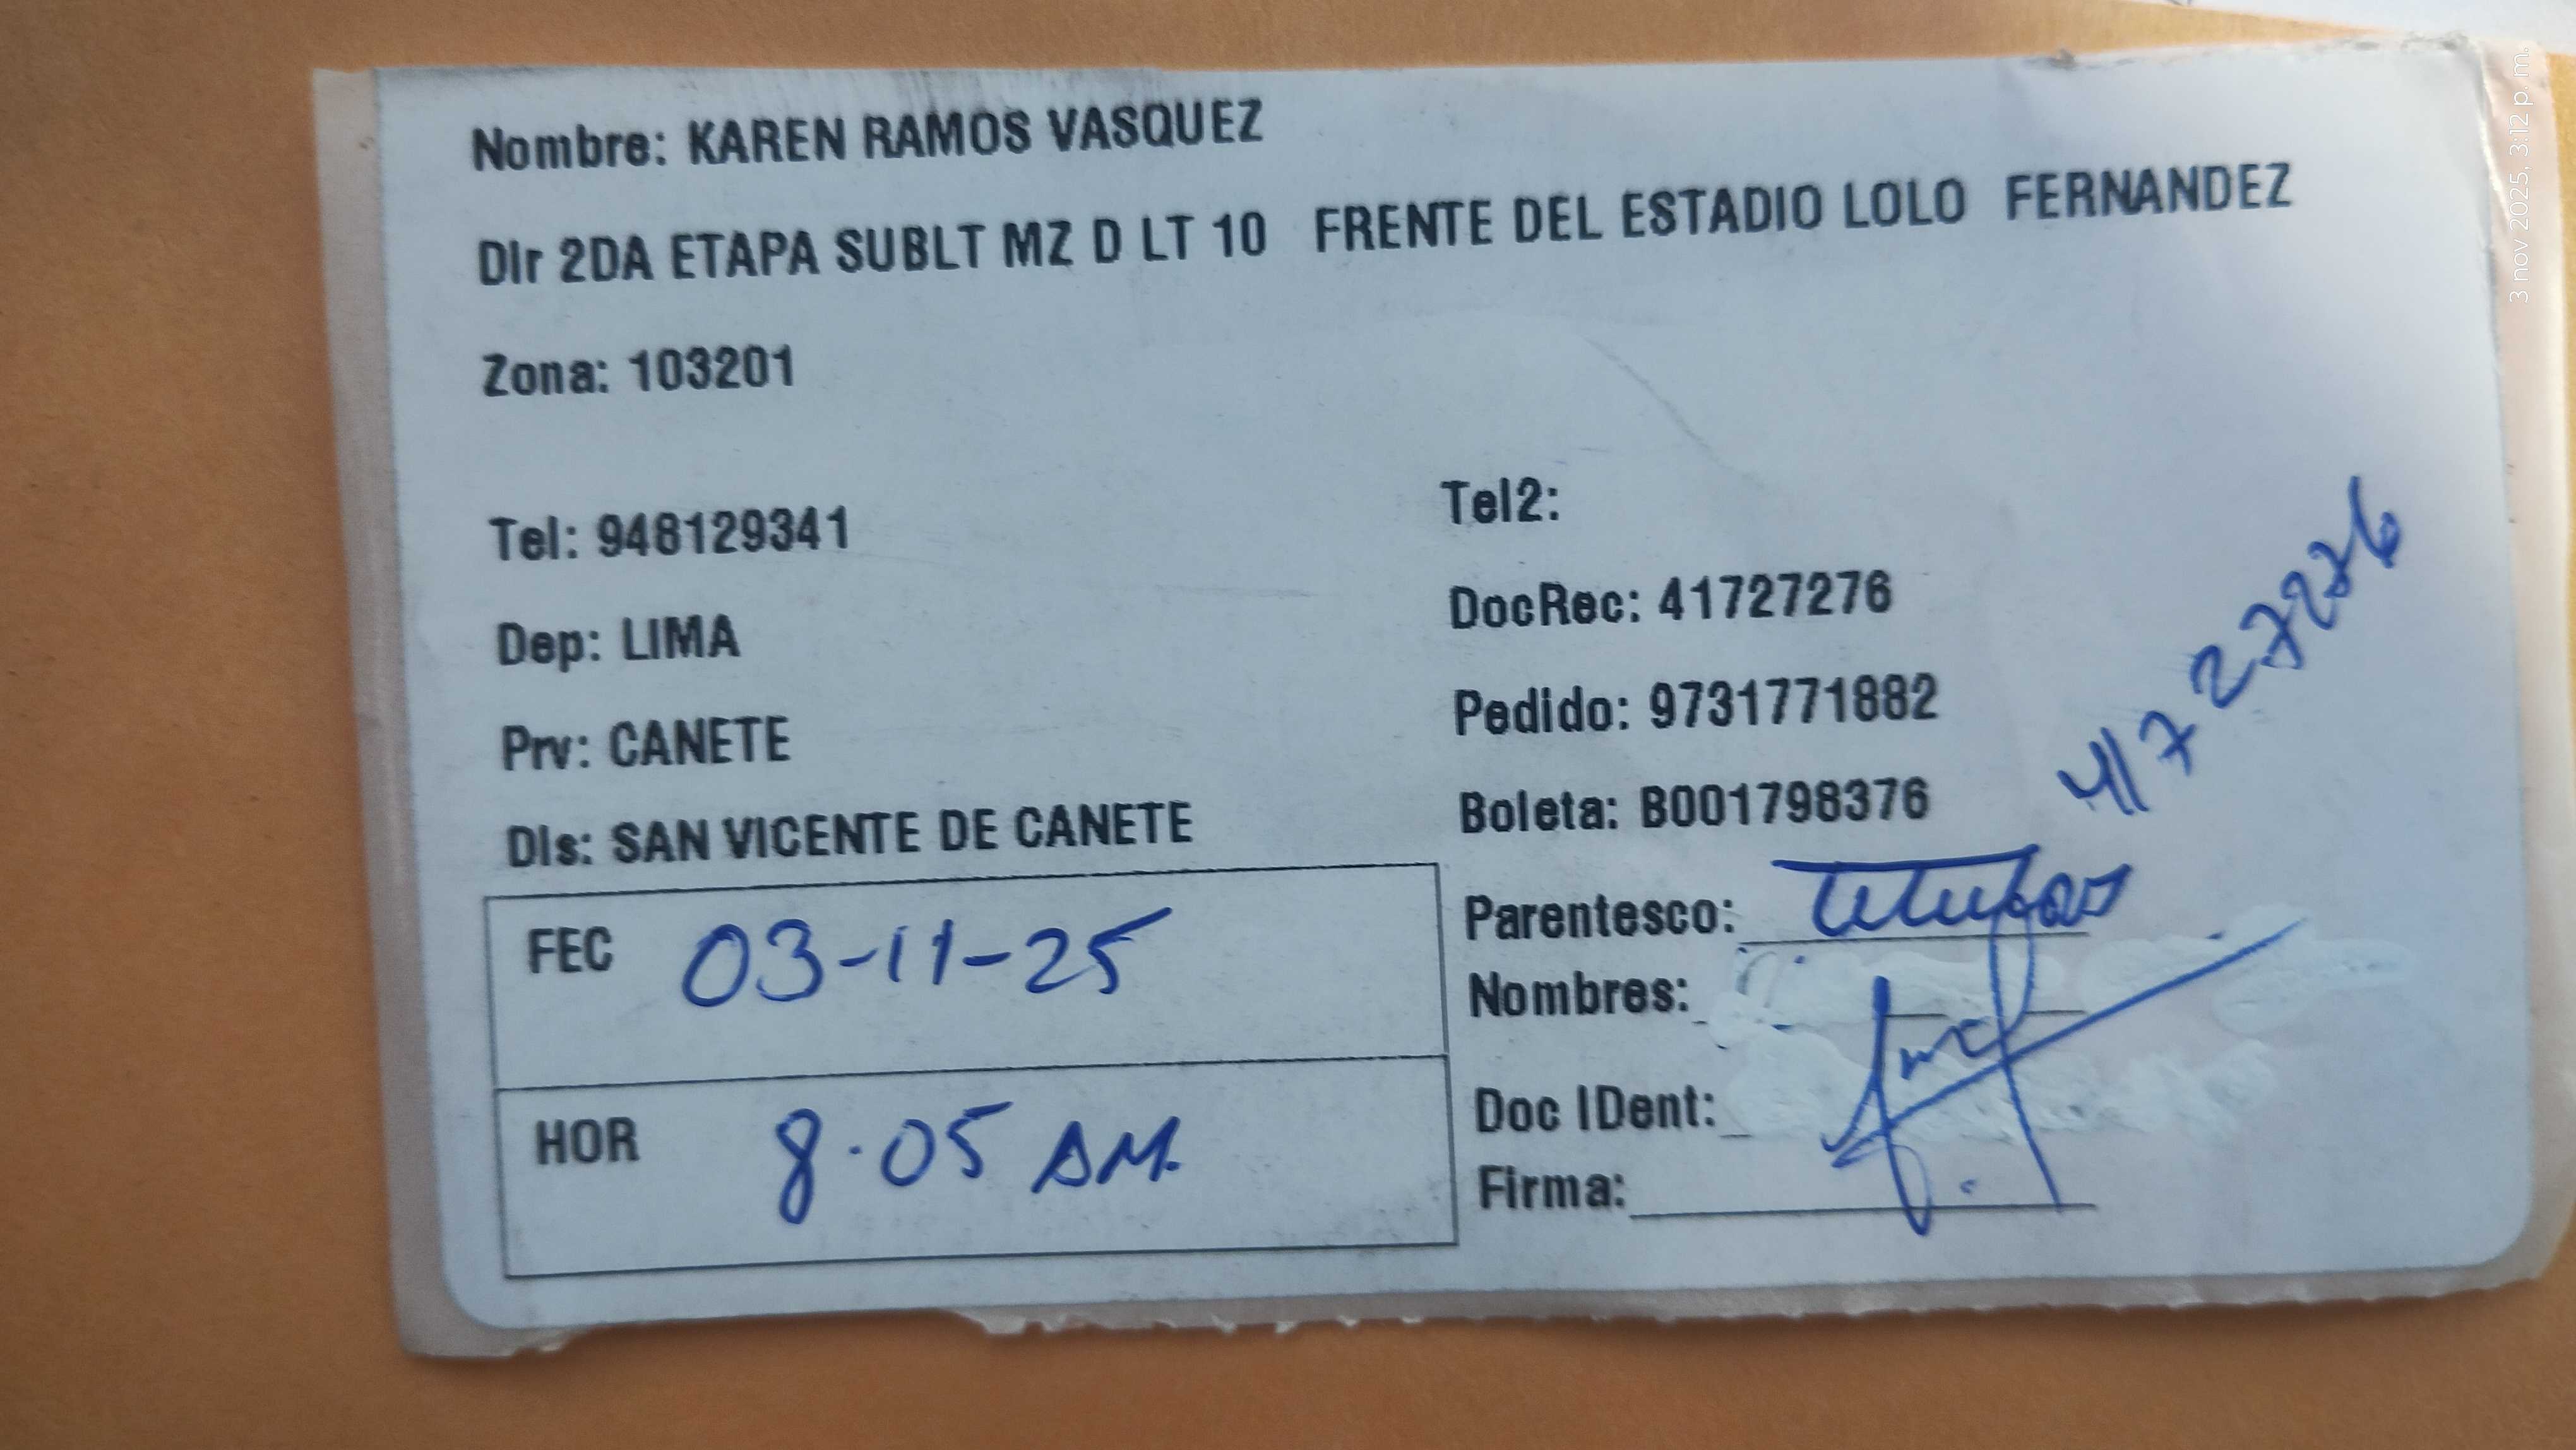 Nombre: KAREN RAMOS VASQUEZ
DIr 2DA ETAPA SUBLT MZ D LT 10 FRENTE DEL ESTADIO LOLO FERNANDEZ
Zona: 103201
Tel: 948129341
Tel2:
Dep: LIMA
DocRec: 41727276
Prv: CANETE
Pedido: 9731771882
DIs: SAN VICENTE DE CANETE
Boleta: B001798376
41727276
FEC 03-11-25
Parentesco:
Nombres:
HOR 8.05 AM.
Doc IDent:
Firma:
3 nov 2025, 3:12 p. m.